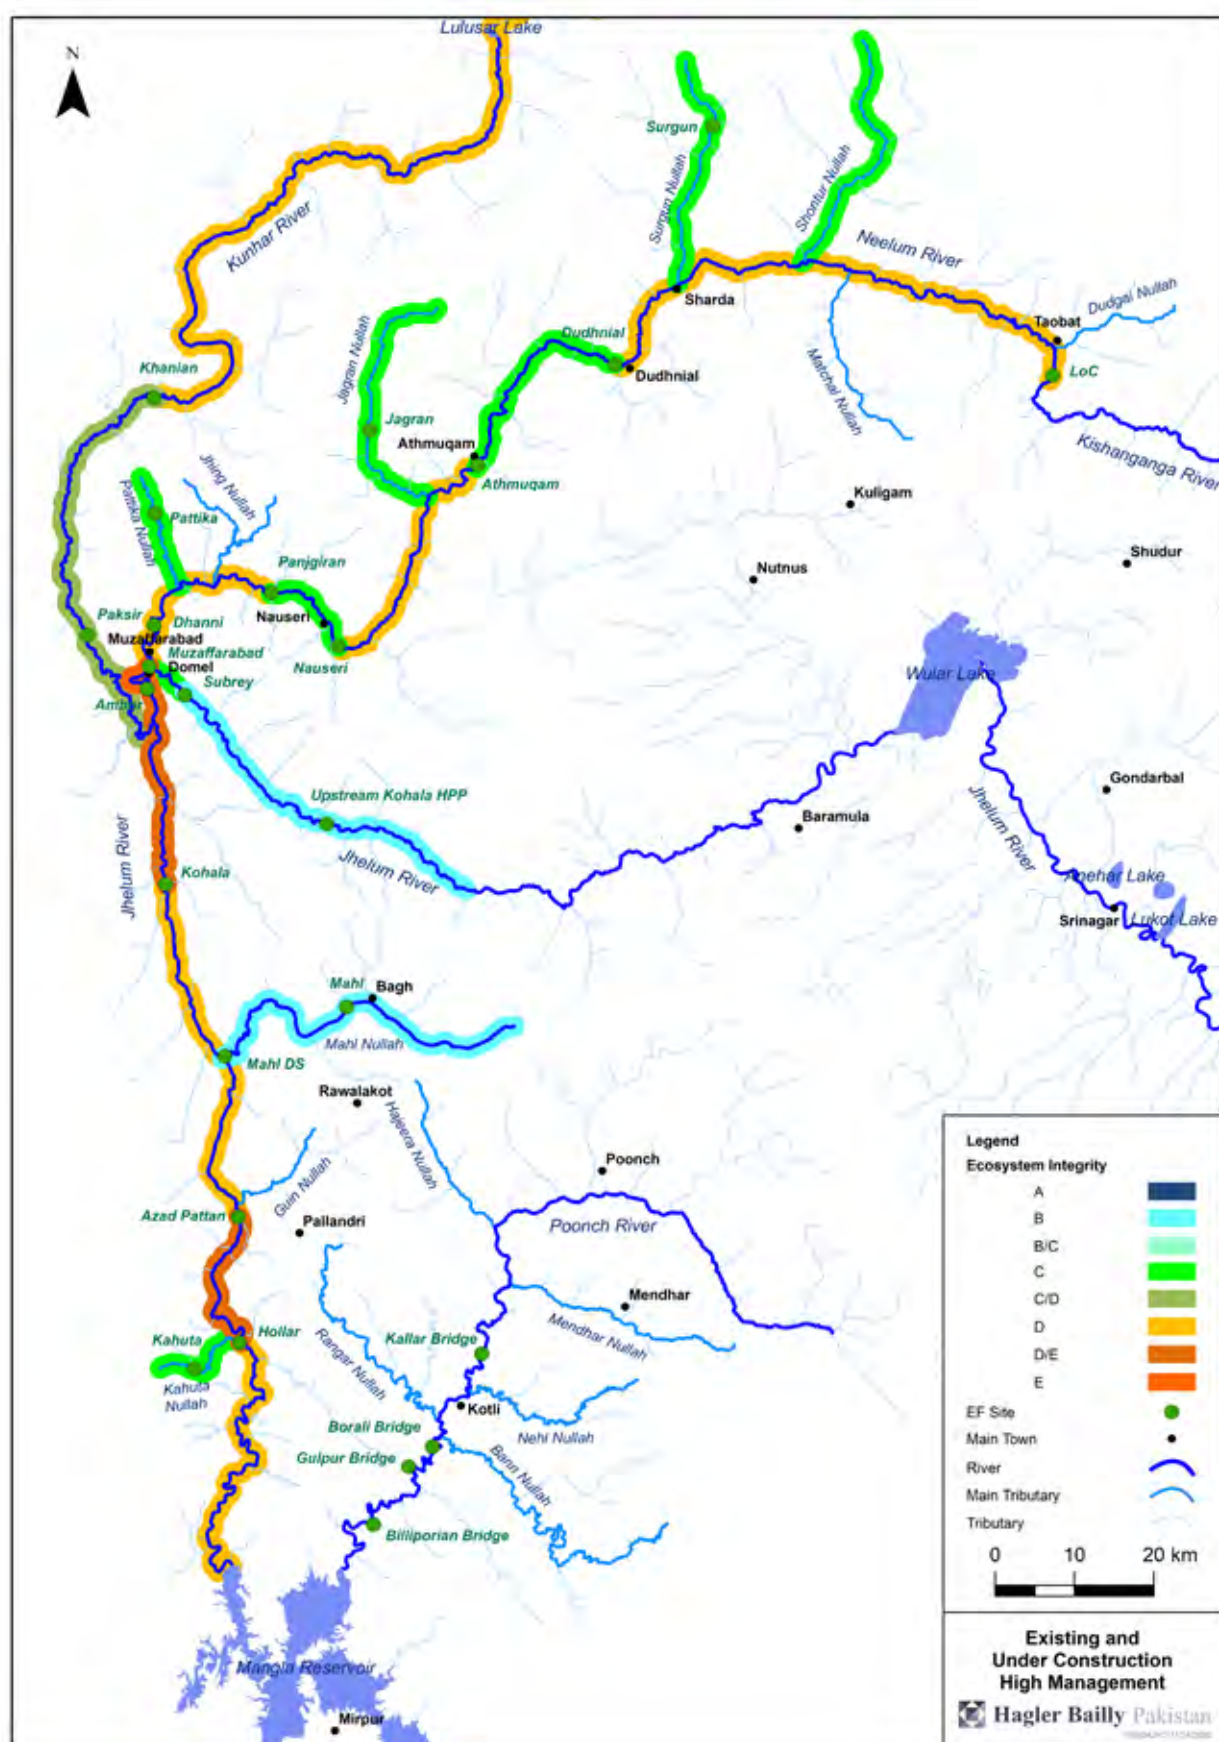 Lulusar Lake
N
Surgun
Surgun Nullah
Shontur Nullah
Kunhar River
Neelum River
Sharda
Dudgai Nullah
Taobat
Jagran Nullah
Dudhnial
Dudhnial
Khanian
LoC
Matchal Nullah
Jagran
Athmuqam
Kishanganga River
Jhing Nullah
Athmuqam
Pattika Nullah
Pattika
Kuligam
Panjgiran
Shudur
Nutnus
Paksir
Dhanni
Nauseri
Muzaffarabad
Muzaffarabad
Domel
Nauseri
Subrey
Ambor
Wular Lake
Gondarbal
Upstream Kohala HPP
Jhelum River
Baramula
Jhelum River
Jhelum River
Kohala
Anehar Lake
Srinagar
Lukot Lake
Mahl
Bagh
Mahl Nullah
Mahl DS
Rawalakot
Hajeera Nullah
Guin Nullah
Poonch
Azad Pattan
Pallandri
Poonch River
Mendhar
Mendhar Nullah
Kahuta
Hollar
Kallar Bridge
Rangar Nullah
Kahuta
Nullah
Kotli
Borali Bridge
Nehl Nullah
Gulpur Bridge
Bann Nullah
Billiporian Bridge
Mangla Reservoir
Mirpur
Legend
Ecosystem Integrity
A
B
B/C
C
C/D
D
D/E
E
EF Site
Main Town
River
Main Tributary
Tributary
0 10 20 km
Existing and
Under Construction
High Management
Hagler Bailly Pakistan